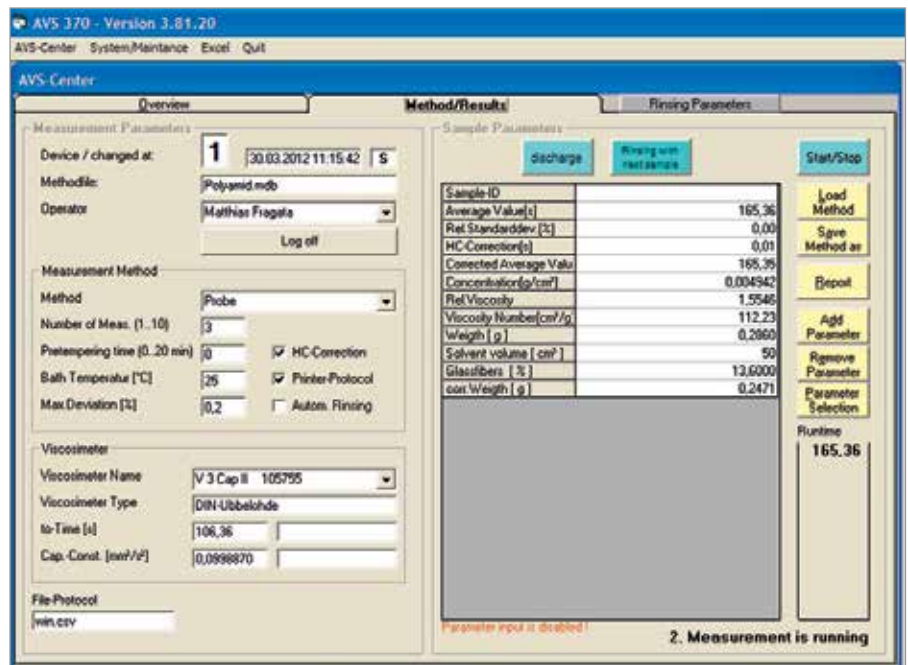 AVS 370 - Version 3.81.20
AVS-Center System/Maintance Excel Quit
AVS-Center
Overview Method/Results Rinsing Parameters
Measurement Parameters
Device / changed at: 1 30.03.2012 11:15:42 S
Methodfile: Polyamid.mdb
Operator Matthias Fragata
Log off
Measurement Method
Method Probe
Number of Meas. (1..10) 3
Pretempering time (0..20 min) 0 HC-Correction
Bath Temperatur [°C] 25 Printer-Protocol
Max.Deviation [%] 0,2 Autom. Rinsing
Viscosimeter
Viscosimeter Name V 3 Cap II 105755
Viscosimeter Type DIN-Ubbelohde
to-Time [s] 106,36
Cap.-Const. [mm²/s²] 0,0998870
File-Protocol
win.csv
Sample Parameters
discharge Rinsing with next sample Start/Stop
Sample-ID
Average Value[s] 165,36
Rel.Standarddev.[%] 0,00
HC-Correction[s] 0,01
Corrected Average Valu 165,35
Concentration[g/cm³] 0,004942
Rel.Viscosity 1,5546
Viscosity Number[cm³/g 112,23
Weigth [ g ] 0,2860
Solvent volume [ cm³ ] 50
Glassfibers [ % ] 13,6000
corr.Weigth [ g ] 0,2471
Load Method
Save Method as
Report
Add Parameter
Remove Parameter
Parameter Selection
Runtime
165.36
Parameter input is disabled !
2. Measurement is running